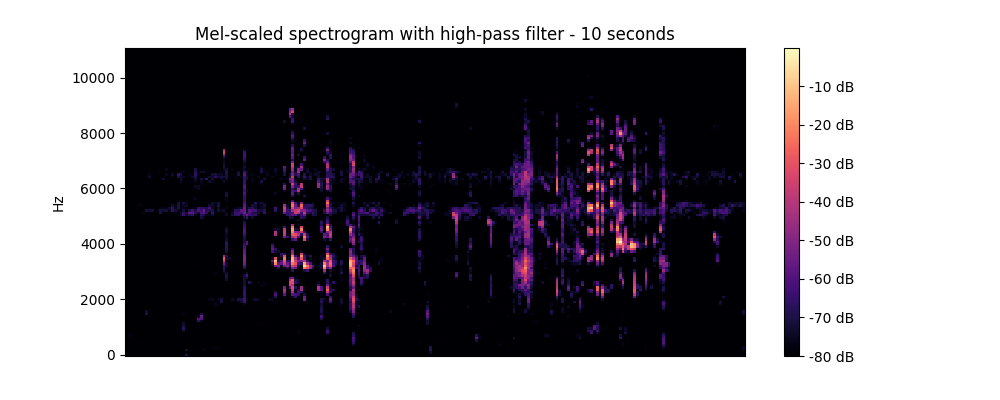 Mel-scaled spectrogram with high-pass filter - 10 seconds
Hz
10000
8000
6000
4000
2000
0
-10 dB
-20 dB
-30 dB
-40 dB
-50 dB
-60 dB
-70 dB
-80 dB